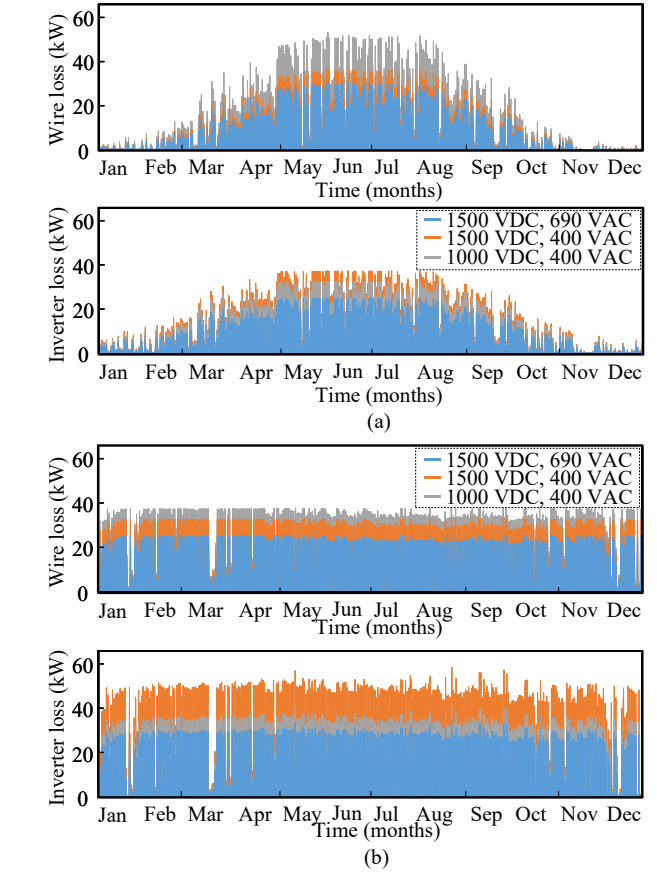 Wire loss (kW)
60
40
20
0
Jan Feb Mar Apr May Jun Jul Aug Sep Oct Nov Dec
Time (months)
Inverter loss (kW)
60
40
20
0
1500 VDC, 690 VAC
1500 VDC, 400 VAC
1000 VDC, 400 VAC
Jan Feb Mar Apr May Jun Jul Aug Sep Oct Nov Dec
Time (months)
(a)
Wire loss (kW)
60
40
20
0
1500 VDC, 690 VAC
1500 VDC, 400 VAC
1000 VDC, 400 VAC
Jan Feb Mar Apr May Jun Jul Aug Sep Oct Nov Dec
Time (months)
Inverter loss (kW)
60
40
20
0
Jan Feb Mar Apr May Jun Jul Aug Sep Oct Nov Dec
Time (months)
(b)